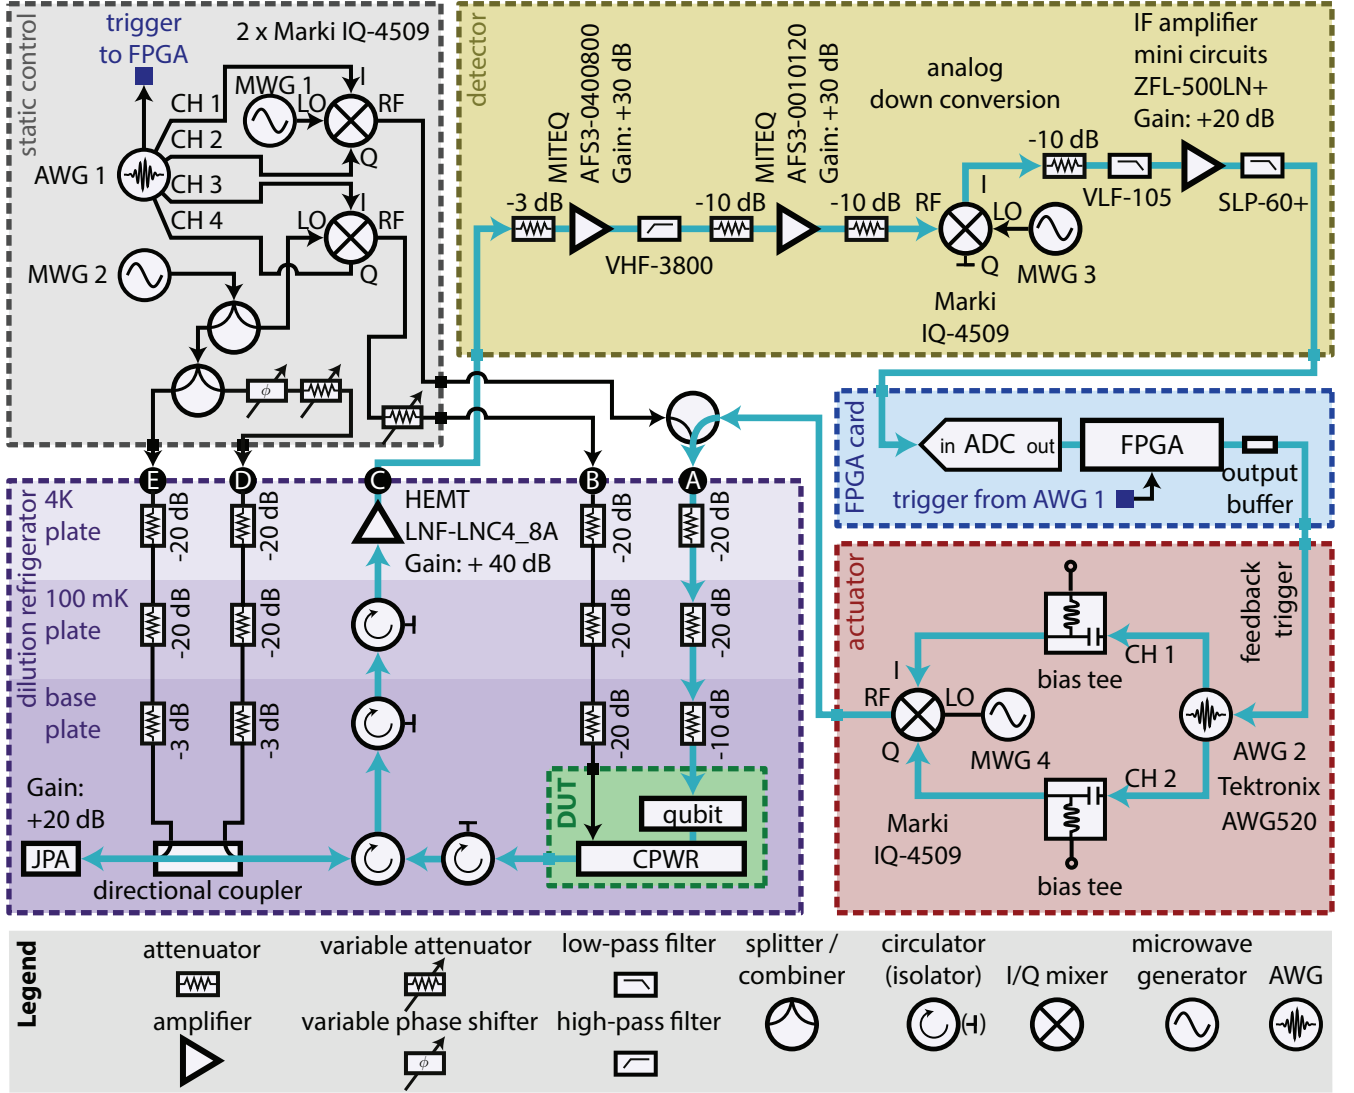 static control
trigger
to FPGA
2 x Marki IQ-4509
MWG 1
LO
I
RF
Q
CH 1
CH 2
CH 3
CH 4
AWG 1
LO
I
RF
Q
MWG 2
ϕ
detector
MITEQ
AFS3-0400800
Gain: +30 dB
MITEQ
AFS3-0010120
Gain: +30 dB
analog
down conversion
IF amplifier
mini circuits
ZFL-500LN+
Gain: +20 dB
-3 dB
VHF-3800
-10 dB
-10 dB
RF
I
LO
Q
MWG 3
Marki
IQ-4509
-10 dB
VLF-105
SLP-60+
FPGA card
in ADC out
FPGA
output
buffer
trigger from AWG 1
actuator
feedback
trigger
bias tee
CH 1
I
RF
LO
Q
MWG 4
AWG 2
Tektronix
AWG520
CH 2
Marki
IQ-4509
bias tee
dilution refrigerator
4K
plate
100 mK
plate
base
plate
E
D
C
B
A
HEMT
LNF-LNC4_8A
Gain: + 40 dB
-20 dB
-20 dB
-20 dB
-20 dB
-20 dB
-20 dB
-20 dB
-20 dB
-3 dB
-3 dB
-20 dB
-10 dB
Gain:
+20 dB
JPA
directional coupler
DUT
qubit
CPWR
Legend
attenuator
variable attenuator
low-pass filter
splitter /
combiner
circulator
(isolator)
I/Q mixer
microwave
generator
AWG
amplifier
variable phase shifter
high-pass filter
ϕ
( )